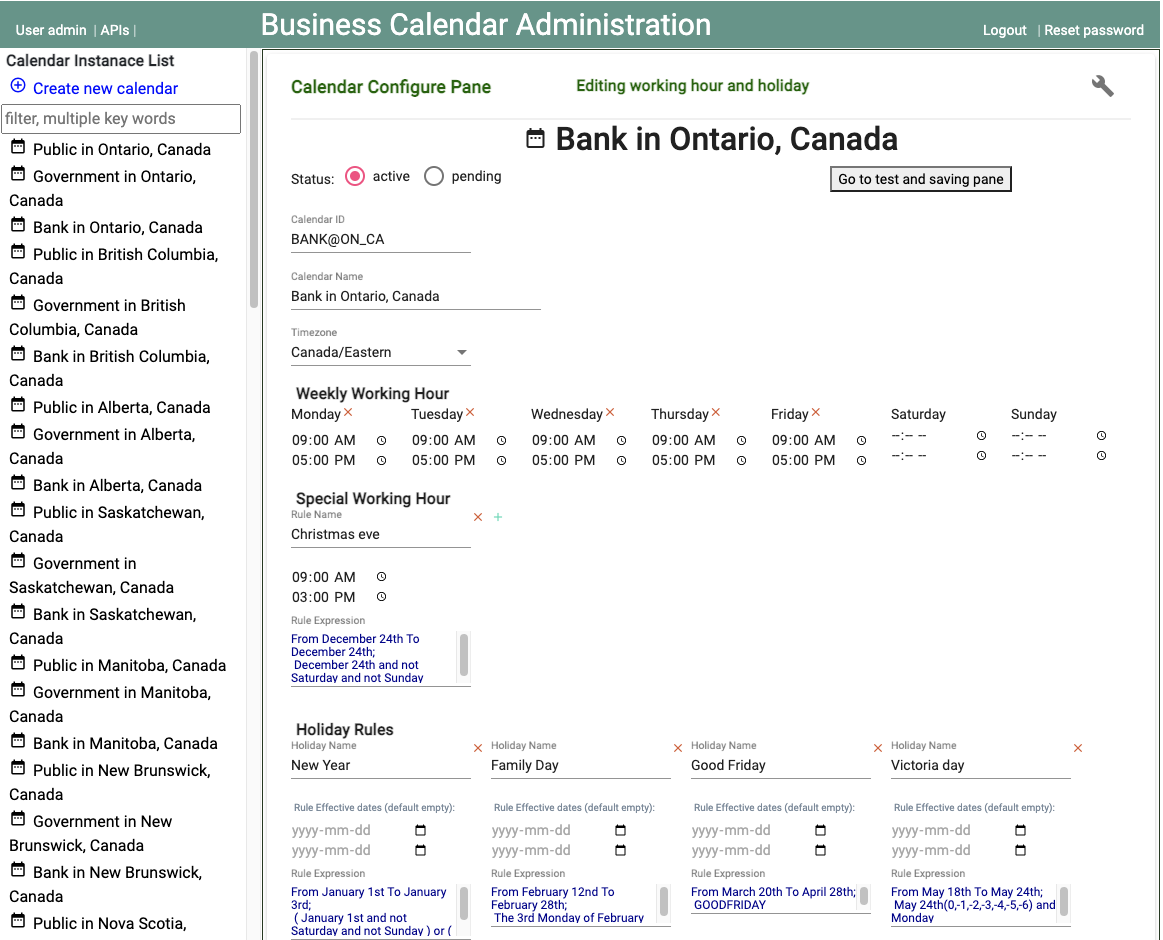 User admin | APIs |
Business Calendar Administration
Logout | Reset password
Calendar Instanace List
Create new calendar
filter, multiple key words
Public in Ontario, Canada
Government in Ontario,
Canada
Bank in Ontario, Canada
Public in British Columbia,
Canada
Government in British
Columbia, Canada
Bank in British Columbia,
Canada
Public in Alberta, Canada
Government in Alberta,
Canada
Bank in Alberta, Canada
Public in Saskatchewan,
Canada
Government in
Saskatchewan, Canada
Bank in Saskatchewan,
Canada
Public in Manitoba, Canada
Government in Manitoba,
Canada
Bank in Manitoba, Canada
Public in New Brunswick,
Canada
Government in New
Brunswick, Canada
Bank in New Brunswick,
Canada
Public in Nova Scotia,
Calendar Configure Pane
Editing working hour and holiday
Bank in Ontario, Canada
Status: active pending
Go to test and saving pane
Calendar ID
BANK@ON_CA
Calendar Name
Bank in Ontario, Canada
Timezone
Canada/Eastern
Weekly Working Hour
Monday Tuesday Wednesday Thursday Friday Saturday Sunday
09:00 AM 09:00 AM 09:00 AM 09:00 AM 09:00 AM --:-- -- --:-- --
05:00 PM 05:00 PM 05:00 PM 05:00 PM 05:00 PM --:-- -- --:-- --
Special Working Hour
Rule Name
Christmas eve
09:00 AM
03:00 PM
Rule Expression
From December 24th To
December 24th;
December 24th and not
Saturday and not Sunday
Holiday Rules
Holiday Name Holiday Name Holiday Name Holiday Name
New Year Family Day Good Friday Victoria day
Rule Effective dates (default empty): Rule Effective dates (default empty): Rule Effective dates (default empty): Rule Effective dates (default empty):
yyyy-mm-dd yyyy-mm-dd yyyy-mm-dd yyyy-mm-dd
yyyy-mm-dd yyyy-mm-dd yyyy-mm-dd yyyy-mm-dd
Rule Expression Rule Expression Rule Expression Rule Expression
From January 1st To January
3rd;
( January 1st and not
Saturday and not Sunday ) or (
From February 12nd To
February 28th;
The 3rd Monday of February
From March 20th To April 28th;
GOODFRIDAY
From May 18th To May 24th;
May 24th(0,-1,-2,-3,-4,-5,-6) and
Monday